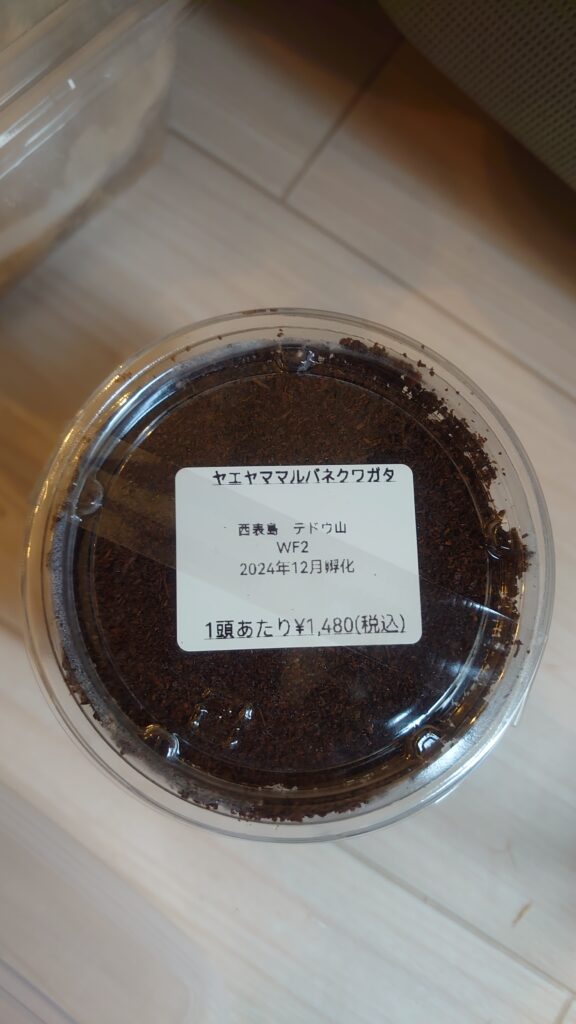 ヤエヤママルバネクワガタ
西表島　テドウ山
WF2
2024年12月孵化
1頭あたり¥1,480(税込)